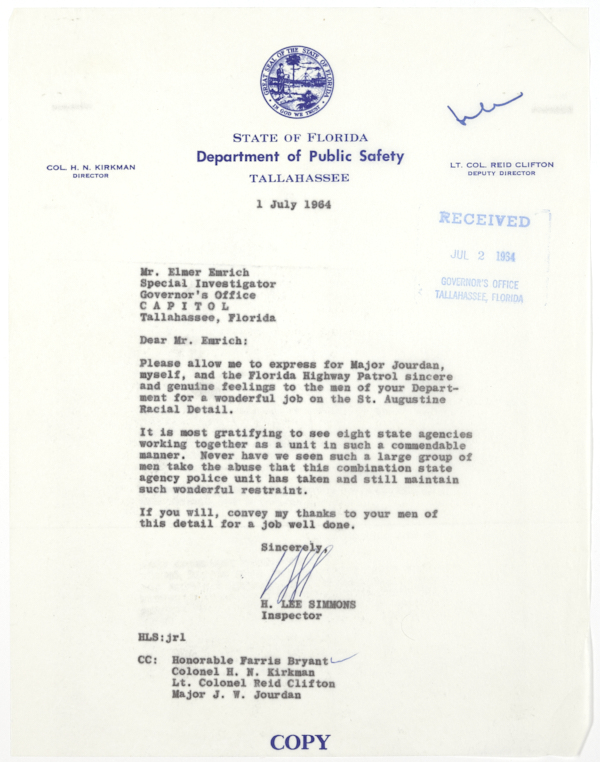 GREAT SEAL OF THE STATE OF FLORIDA
IN GOD WE TRUST
STATE OF FLORIDA
Department of Public Safety
TALLAHASSEE
COL. H. N. KIRKMAN
DIRECTOR
LT. COL. REID CLIFTON
DEPUTY DIRECTOR
1 July 1964
RECEIVED
JUL 2 1964
GOVERNOR'S OFFICE
TALLAHASSEE, FLORIDA
Mr. Elmer Emrich
Special Investigator
Governor's Office
C A P I T O L
Tallahassee, Florida
Dear Mr. Emrich:
Please allow me to express for Major Jourdan,
myself, and the Florida Highway Patrol sincere
and genuine feelings to the men of your Depart-
ment for a wonderful job on the St. Augustine
Racial Detail.
It is most gratifying to see eight state agencies
working together as a unit in such a commendable
manner. Never have we seen such a large group of
men take the abuse that this combination state
agency police unit has taken and still maintain
such wonderful restraint.
If you will, convey my thanks to your men of
this detail for a job well done.
Sincerely,
H. LEE SIMMONS
Inspector
HLS:jrl
CC: Honorable Farris Bryant
Colonel H. N. Kirkman
Lt. Colonel Reid Clifton
Major J. W. Jourdan
COPY